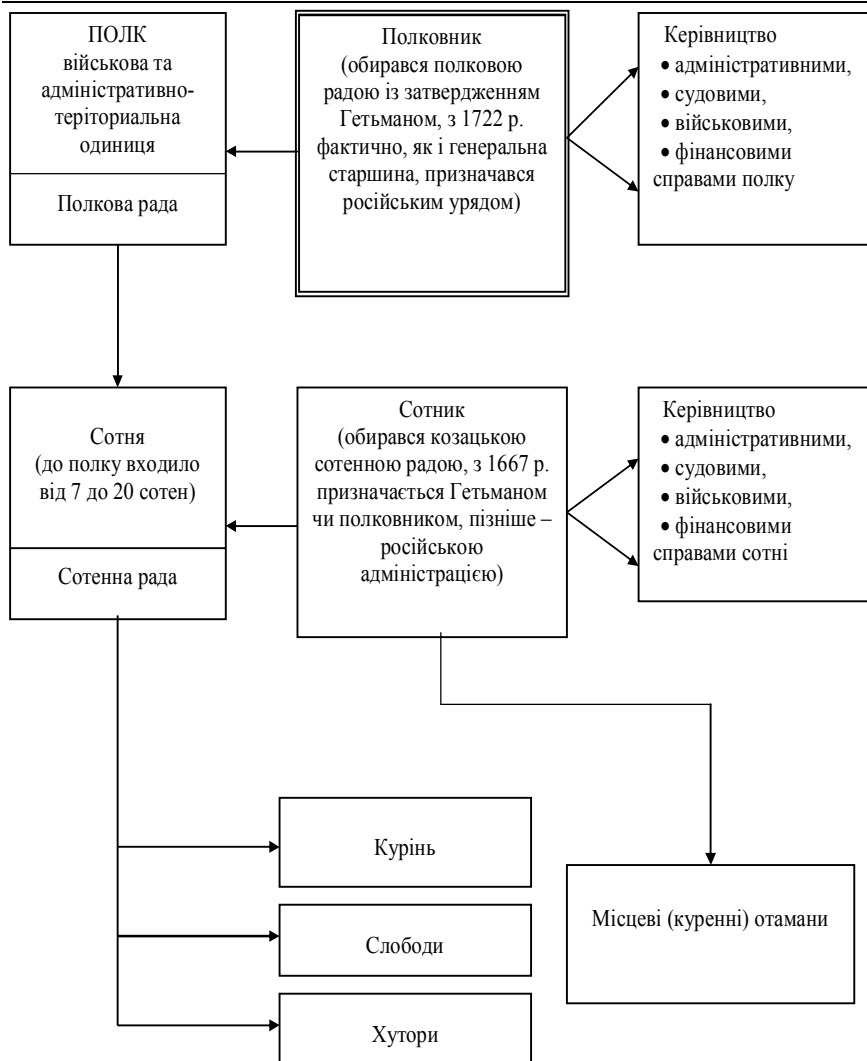 ПОЛК
військова та
адміністративно-
теріториальна
одиниця
Полкова рада
Полковник
(обирався полковою
радою із затвердженням
Гетьманом, з 1722 р.
фактично, як і генеральна
старшина, призначався
російським урядом)
Керівництво
• адміністративними,
• судовими,
• військовими,
• фінансовими
справами полку
Сотня
(до полку входило
від 7 до 20 сотен)
Сотенна рада
Сотник
(обирався козацькою
сотенною радою, з 1667 р.
призначається Гетьманом
чи полковником, пізніше –
російською
адміністрацією)
Керівництво
• адміністративними,
• судовими,
• військовими,
• фінансовими
справами сотні
Курінь
Слободи
Хутори
Місцеві (куренні) отамани